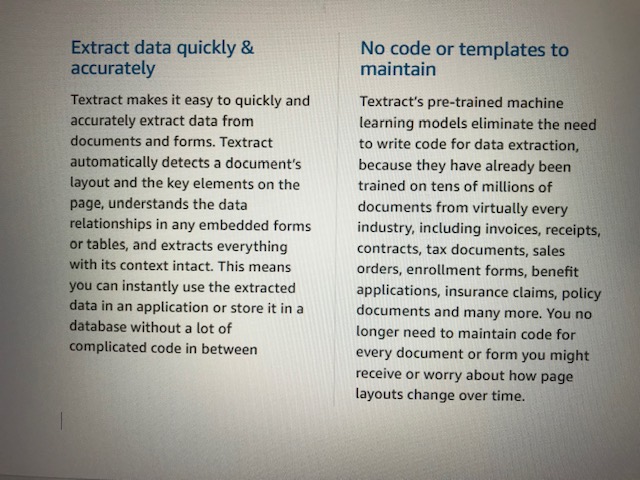 Extract data quickly &
accurately
Textract makes it easy to quickly and
accurately extract data from
documents and forms. Textract
automatically detects a document's
layout and the key elements on the
page, understands the data
relationships in any embedded forms
or tables, and extracts everything
with its context intact. This means
you can instantly use the extracted
data in an application or store it in a
database without a lot of
complicated code in between
No code or templates to
maintain
Textract's pre-trained machine
learning models eliminate the need
to write code for data extraction,
because they have already been
trained on tens of millions of
documents from virtually every
industry, including invoices, receipts,
contracts, tax documents, sales
orders, enrollment forms, benefit
applications, insurance claims, policy
documents and many more. You no
longer need to maintain code for
every document or form you might
receive or worry about how page
layouts change over time.